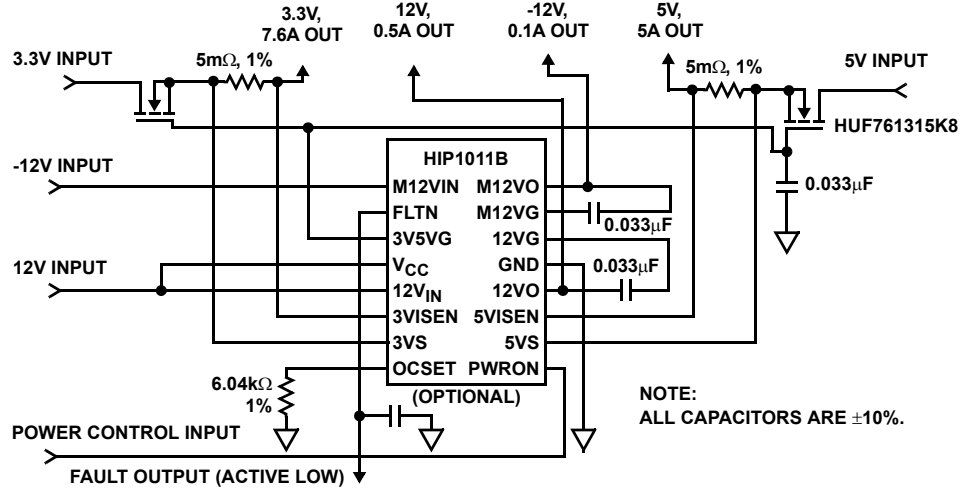 3.3V,
7.6A OUT
12V,
0.5A OUT
-12V,
0.1A OUT
5V,
5A OUT
3.3V INPUT
5mΩ, 1%
5mΩ, 1%
5V INPUT
HUF761315K8
HIP1011B
-12V INPUT
M12VIN
M12VO
0.033μF
FLTN
M12VG
0.033μF
3V5VG
12VG
12V INPUT
VCC
GND
0.033μF
12VIN
12VO
3VISEN
5VISEN
3VS
5VS
OCSET
PWRON
6.04kΩ
1%
(OPTIONAL)
NOTE:
ALL CAPACITORS ARE ±10%.
POWER CONTROL INPUT
FAULT OUTPUT (ACTIVE LOW)